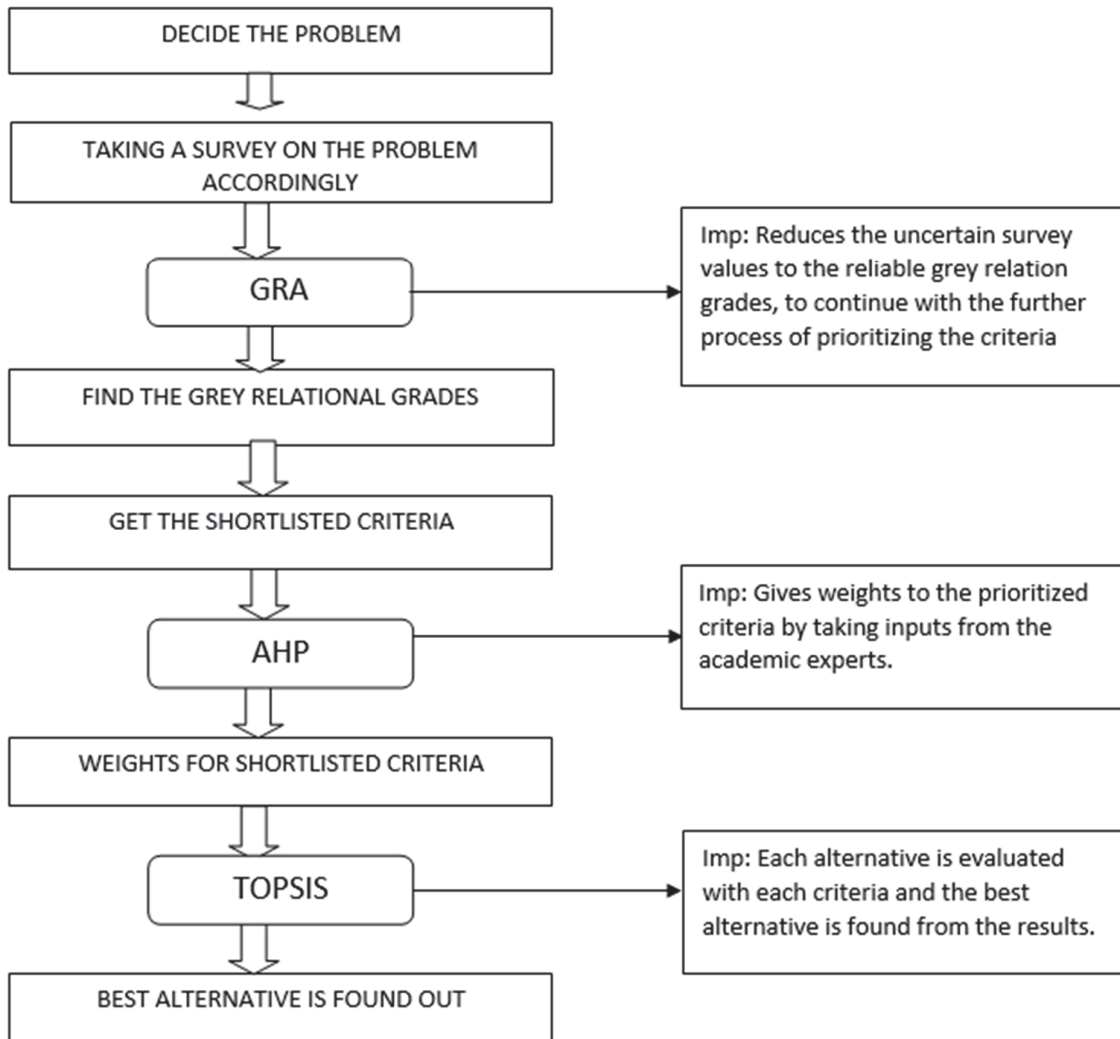 DECIDE THE PROBLEM
TAKING A SURVEY ON THE PROBLEM
ACCORDINGLY
GRA
Imp: Reduces the uncertain survey
values to the reliable grey relation
grades, to continue with the further
process of prioritizing the criteria
FIND THE GREY RELATIONAL GRADES
GET THE SHORTLISTED CRITERIA
AHP
Imp: Gives weights to the prioritized
criteria by taking inputs from the
academic experts.
WEIGHTS FOR SHORTLISTED CRITERIA
TOPSIS
Imp: Each alternative is evaluated
with each criteria and the best
alternative is found from the results.
BEST ALTERNATIVE IS FOUND OUT